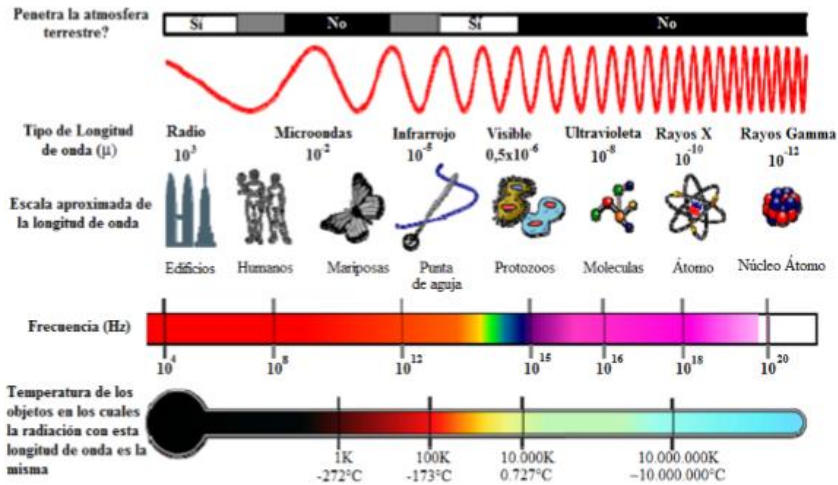 Penetra la atmosfera
terrestre?
Sí No Sí No
Tipo de Longitud
de onda (μ)
Radio Microondas Infrarrojo Visible Ultravioleta Rayos X Rayos Gamma
10³ 10⁻² 10⁻⁵ 0,5x10⁻⁶ 10⁻⁸ 10⁻¹⁰ 10⁻¹²
Escala aproximada de
la longitud de onda
Edificios Humanos Mariposas Punta
de aguja
Protozoos Moleculas Átomo Núcleo Átomo
Frecuencia (Hz)
10⁴ 10⁸ 10¹² 10¹⁵ 10¹⁶ 10¹⁸ 10²⁰
Temperatura de los
objetos en los cuales
la radiación con esta
longitud de onda es la
misma
1K 100K 10.000K 10.000.000K
-272°C -173°C 0.727°C ~10.000.000°C